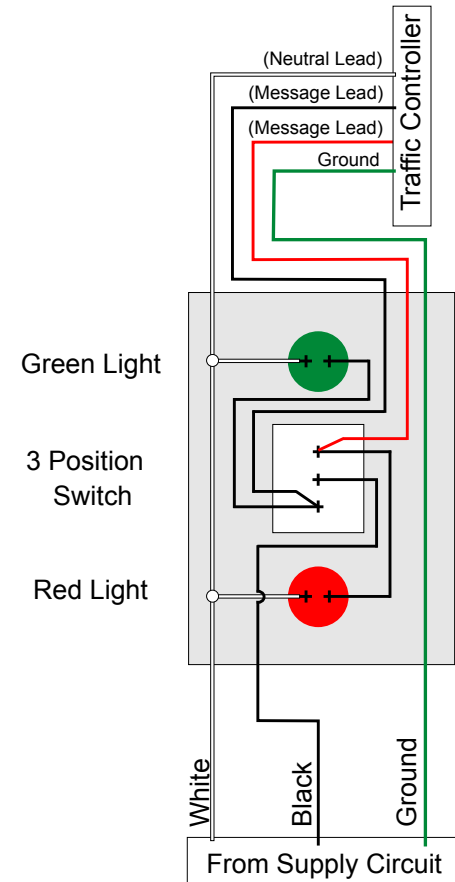 (Neutral Lead)
(Message Lead)
(Message Lead)
Ground
Traffic Controller
Green Light
3 Position
Switch
Red Light
White
Black
Ground
From Supply Circuit